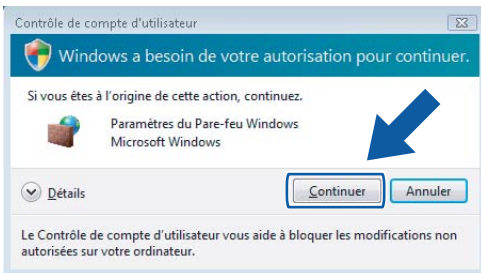 Contrôle de compte d'utilisateur
Windows a besoin de votre autorisation pour continuer.
Si vous êtes à l'origine de cette action, continuez.
Paramètres du Pare-feu Windows
Microsoft Windows
Détails
Continuer
Annuler
Le Contrôle de compte d'utilisateur vous aide à bloquer les modifications non
autorisées sur votre ordinateur.